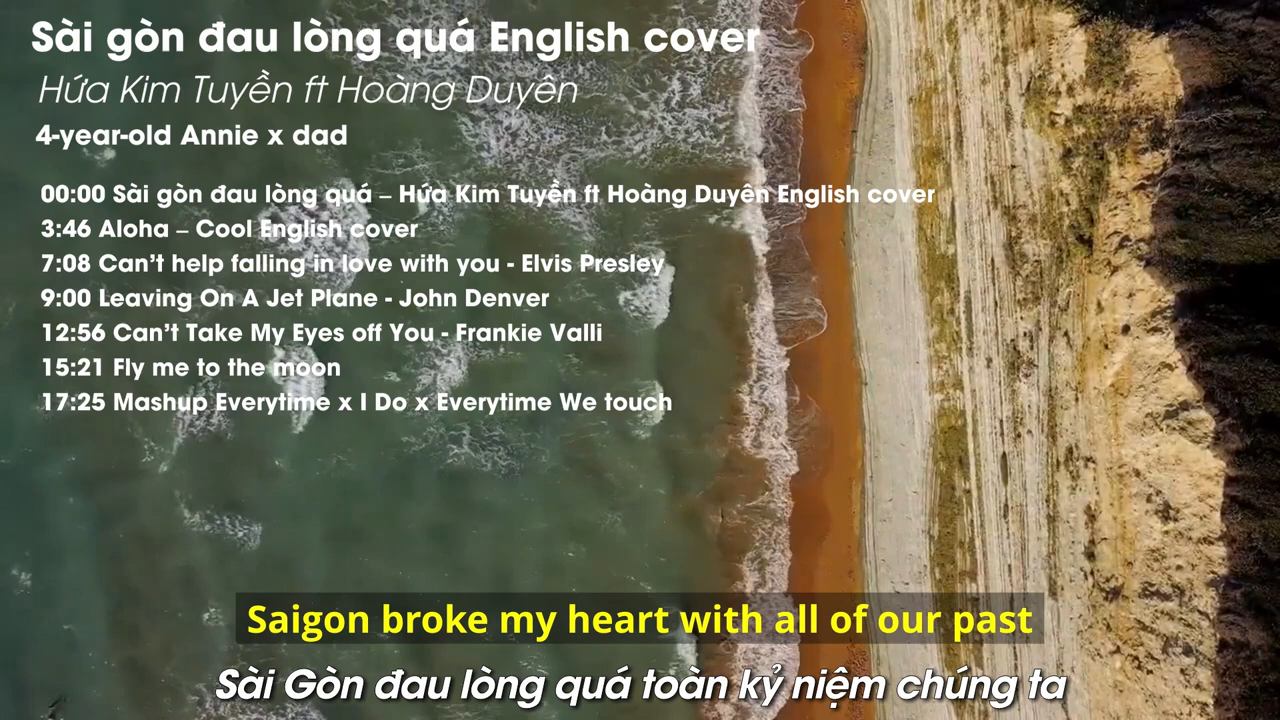 Sài gòn đau lòng quá English cover
Hứa Kim Tuyền ft Hoàng Duyên
4-year-old Annie x dad
00:00 Sài gòn đau lòng quá – Hứa Kim Tuyền ft Hoàng Duyên English cover
3:46 Aloha – Cool English cover
7:08 Can't help falling in love with you - Elvis Presley
9:00 Leaving On A Jet Plane - John Denver
12:56 Can't Take My Eyes off You - Frankie Valli
15:21 Fly me to the moon
17:25 Mashup Everytime x I Do x Everytime We touch
Saigon broke my heart with all of our past
Sài Gòn đau lòng quá toàn kỷ niệm chúng ta